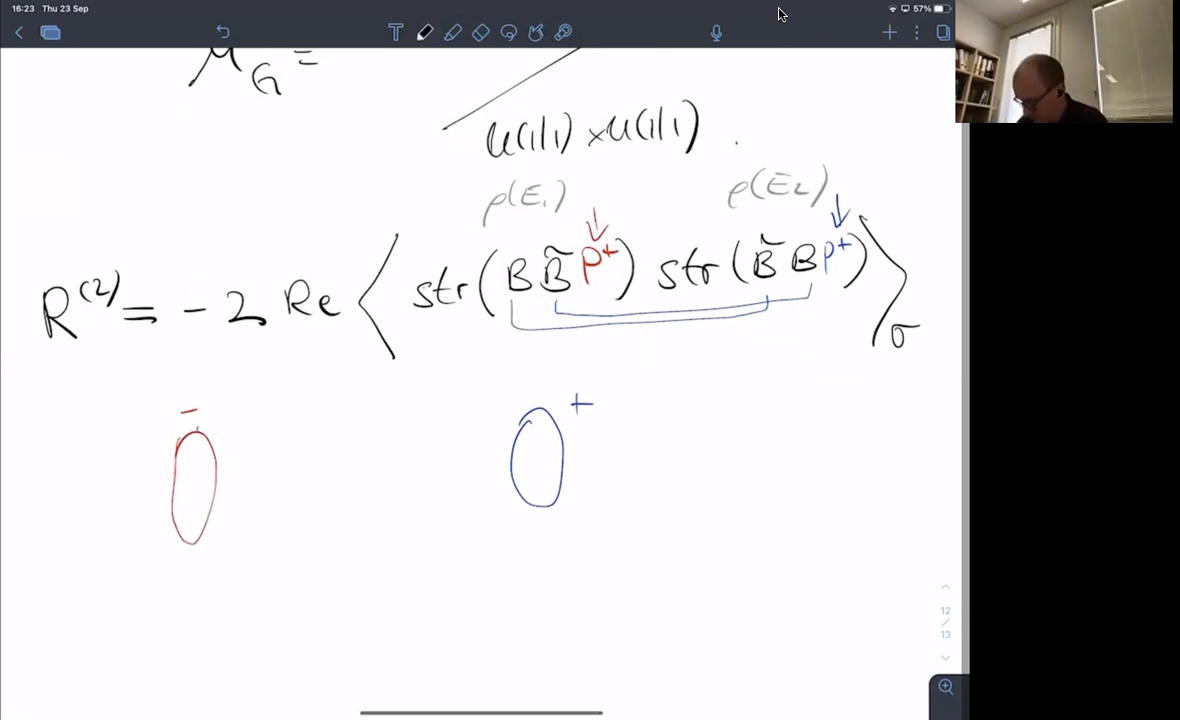 16:23 Thu 23 Sep 57%
T
μ_G =
U(1|1) × U(1|1) .
ρ(E₁) ρ(E₂)
R⁽²⁾ = - 2 Re ⟨ str(B B̃ P⁺) str(B̃ B P⁺) ⟩_σ
- +
12
/
13